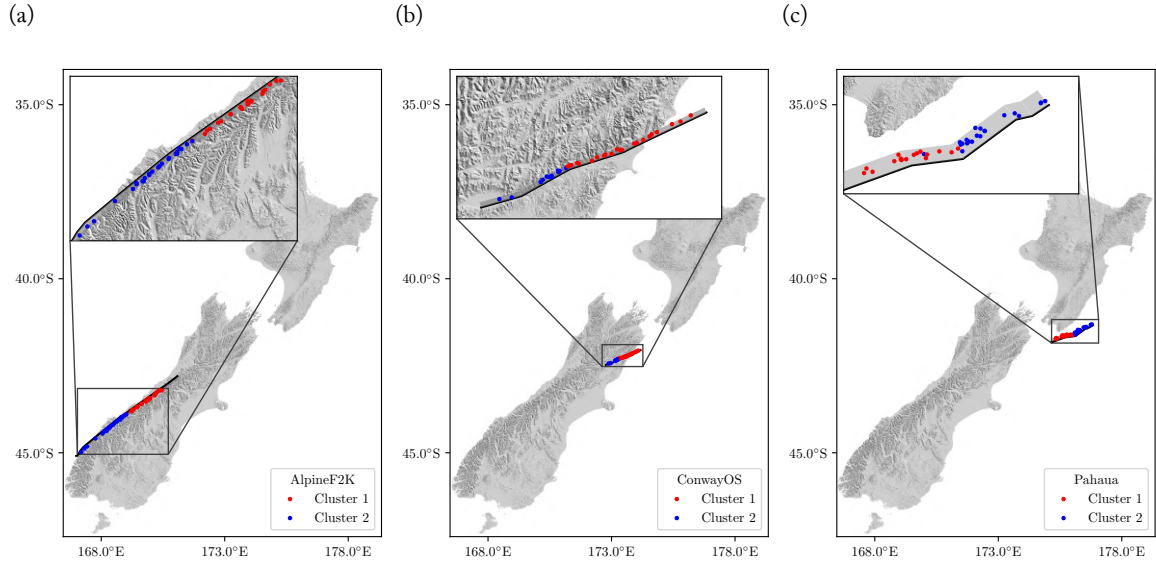 (a)
(b)
(c)
35.0°S
40.0°S
45.0°S
168.0°E
173.0°E
178.0°E
AlpineF2K
Cluster 1
Cluster 2
35.0°S
40.0°S
45.0°S
168.0°E
173.0°E
178.0°E
ConwayOS
Cluster 1
Cluster 2
35.0°S
40.0°S
45.0°S
168.0°E
173.0°E
178.0°E
Pahaua
Cluster 1
Cluster 2